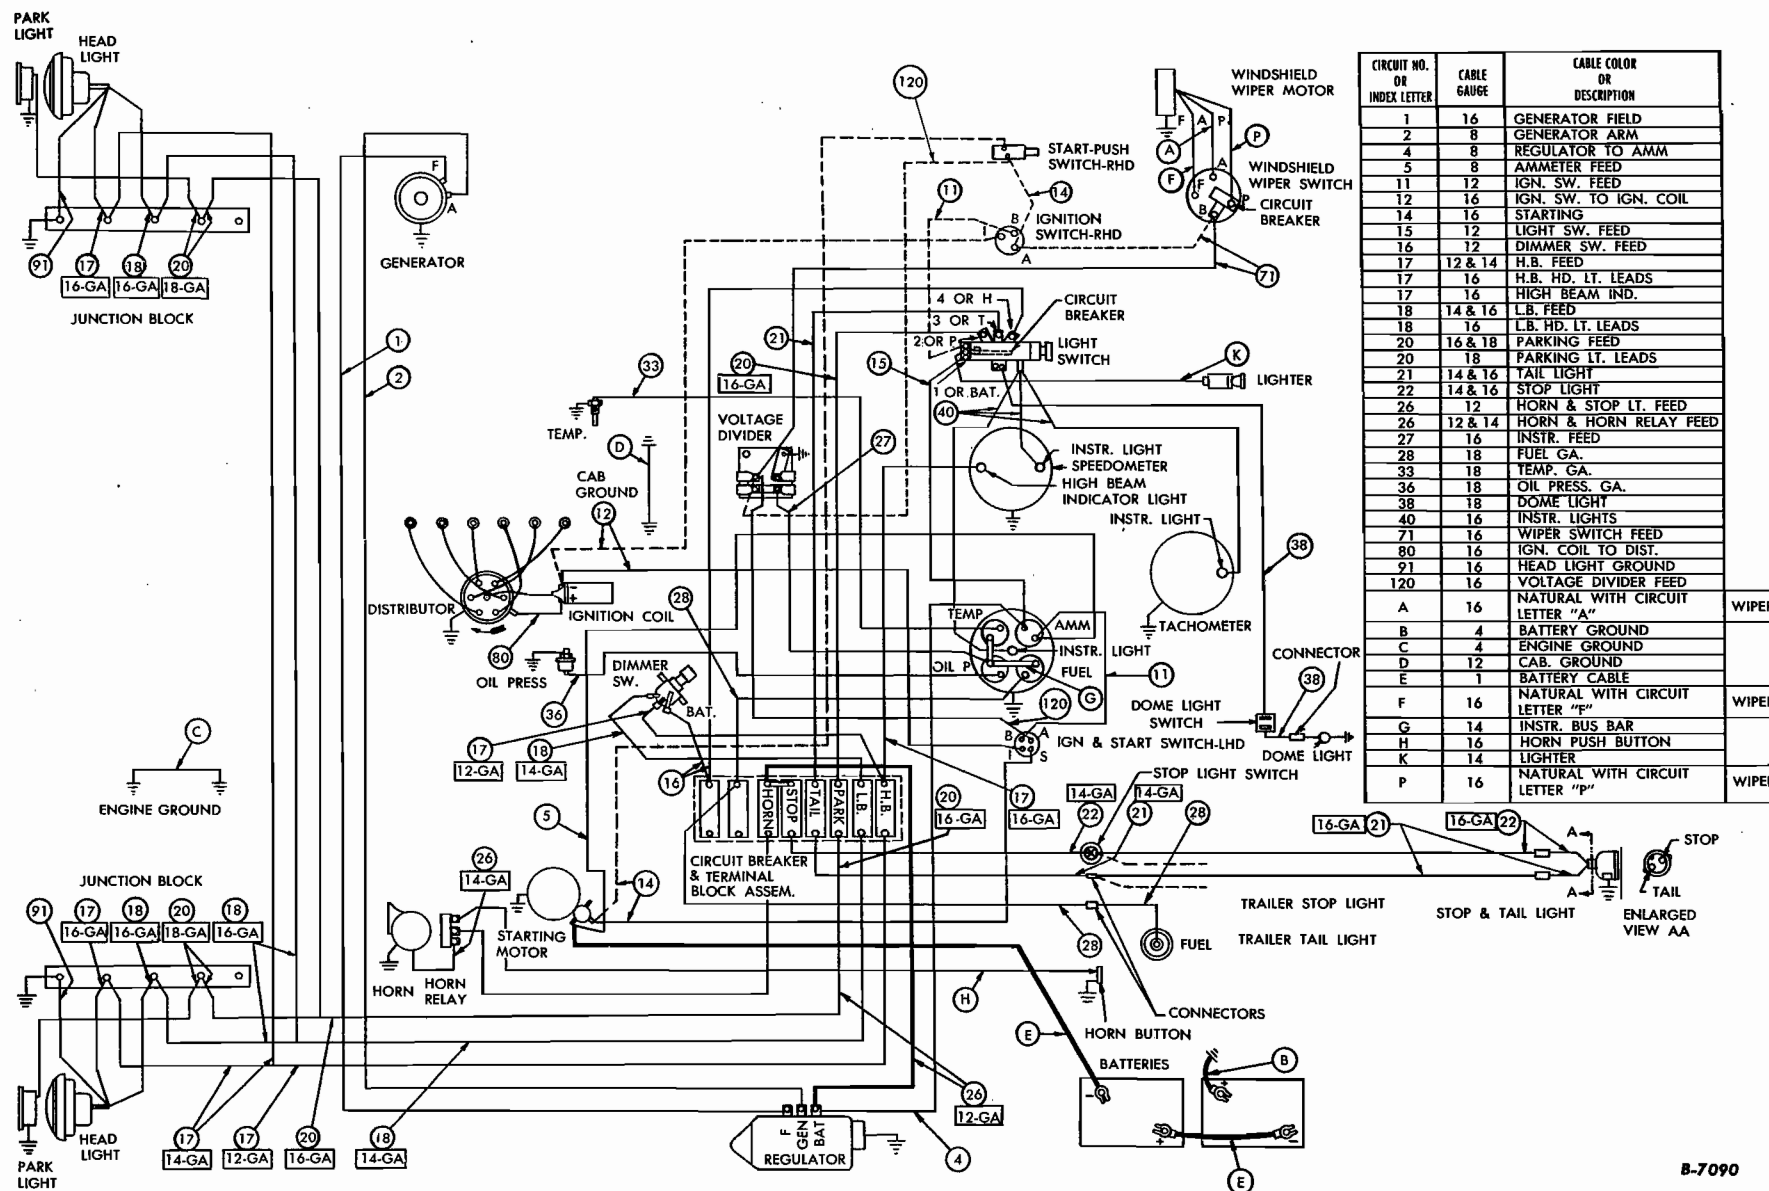 PARK
LIGHT
HEAD
LIGHT
91
17
18
20
16-GA
16-GA
18-GA
JUNCTION BLOCK
F
A
GENERATOR
1
2
120
START-PUSH
SWITCH-RHD
11
14
B
IGNITION
SWITCH-RHD
A
WINDSHIELD
WIPER MOTOR
F
A
P
P
A
F
A
WINDSHIELD
WIPER SWITCH
F
P
B
CIRCUIT
BREAKER
71
4 OR H
CIRCUIT
BREAKER
3 OR T
2 OR P
LIGHT
SWITCH
21
20
16-GA
15
K
LIGHTER
1 OR BAT.
40
33
TEMP.
VOLTAGE
DIVIDER
27
D
CAB
GROUND
12
INSTR. LIGHT
SPEEDOMETER
HIGH BEAM
INDICATOR LIGHT
INSTR. LIGHT
38
DISTRIBUTOR
- +
IGNITION COIL
80
28
TEMP
AMM
INSTR. LIGHT
OIL P
FUEL
G
TACHOMETER
CONNECTOR
38
OIL PRESS
36
DIMMER
SW.
BAT.
11
120
DOME LIGHT
SWITCH
B
A
S
I
IGN & START SWITCH-LHD
DOME LIGHT
C
ENGINE GROUND
17
12-GA
18
14-GA
16
STOP LIGHT SWITCH
HORN
STOP
TAIL
PARK
L.B.
H.B.
20
16-GA
17
16-GA
14-GA
14-GA
22
21
28
5
CIRCUIT BREAKER
& TERMINAL
BLOCK ASSEM.
16-GA
21
16-GA
22
A
A
STOP
TAIL
STOP & TAIL LIGHT
ENLARGED
VIEW AA
26
14-GA
14
TRAILER STOP LIGHT
TRAILER TAIL LIGHT
28
FUEL
JUNCTION BLOCK
91
17
18
20
18
16-GA
16-GA
18-GA
16-GA
STARTING
MOTOR
HORN
HORN
RELAY
H
CONNECTORS
HORN BUTTON
E
BATTERIES
B
-
+
+
-
E
26
12-GA
F
GEN
BAT
REGULATOR
4
HEAD
LIGHT
PARK
LIGHT
17
14-GA
17
12-GA
20
16-GA
18
14-GA
CIRCUIT NO. OR INDEX LETTER CABLE GAUGE CABLE COLOR OR DESCRIPTION
1 16 GENERATOR FIELD
2 8 GENERATOR ARM
4 8 REGULATOR TO AMM
5 8 AMMETER FEED
11 12 IGN. SW. FEED
12 16 IGN. SW. TO IGN. COIL
14 16 STARTING
15 12 LIGHT SW. FEED
16 12 DIMMER SW. FEED
17 12 & 14 H.B. FEED
17 16 H.B. HD. LT. LEADS
17 16 HIGH BEAM IND.
18 14 & 16 L.B. FEED
18 16 L.B. HD. LT. LEADS
20 16 & 18 PARKING FEED
20 18 PARKING LT. LEADS
21 14 & 16 TAIL LIGHT
22 14 & 16 STOP LIGHT
26 12 HORN & STOP LT. FEED
26 12 & 14 HORN & HORN RELAY FEED
27 16 INSTR. FEED
28 18 FUEL GA.
33 18 TEMP. GA.
36 18 OIL PRESS. GA.
38 18 DOME LIGHT
40 16 INSTR. LIGHTS
71 16 WIPER SWITCH FEED
80 16 IGN. COIL TO DIST.
91 16 HEAD LIGHT GROUND
120 16 VOLTAGE DIVIDER FEED
A 16 NATURAL WITH CIRCUIT LETTER "A" WIPER
B 4 BATTERY GROUND
C 4 ENGINE GROUND
D 12 CAB. GROUND
E 1 BATTERY CABLE
F 16 NATURAL WITH CIRCUIT LETTER "F" WIPER
G 14 INSTR. BUS BAR
H 16 HORN PUSH BUTTON
K 14 LIGHTER
P 16 NATURAL WITH CIRCUIT LETTER "P" WIPER
B-7090